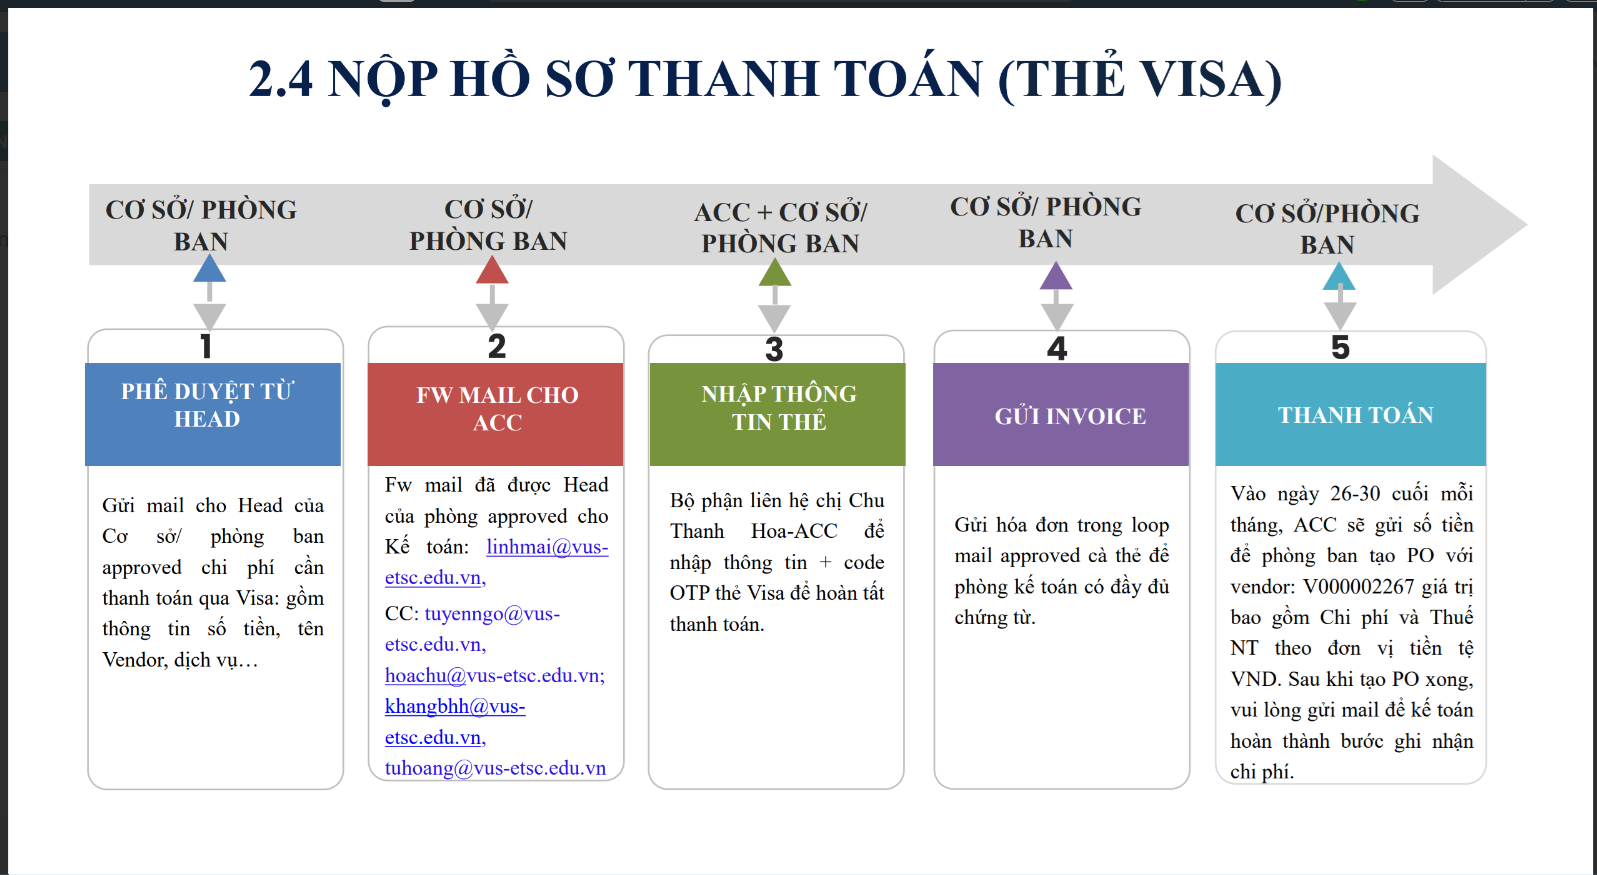 2.4 NỘP HỒ SƠ THANH TOÁN (THẺ VISA)
CƠ SỞ/ PHÒNG
BAN
CƠ SỞ/
PHÒNG BAN
ACC + CƠ SỞ/
PHÒNG BAN
CƠ SỞ/ PHÒNG
BAN
CƠ SỞ/PHÒNG
BAN
1
PHÊ DUYỆT TỪ
HEAD
Gửi mail cho Head của
Cơ sở/ phòng ban
approved chi phí cần
thanh toán qua Visa: gồm
thông tin số tiền, tên
Vendor, dịch vụ…
2
FW MAIL CHO
ACC
Fw mail đã được Head
của phòng approved cho
Kế toán: linhmai@vus-
etsc.edu.vn,
CC: tuyenngo@vus-
etsc.edu.vn,
hoachu@vus-etsc.edu.vn;
khangbhh@vus-
etsc.edu.vn,
tuhoang@vus-etsc.edu.vn
3
NHẬP THÔNG
TIN THẺ
Bộ phận liên hệ chị Chu
Thanh Hoa-ACC để
nhập thông tin + code
OTP thẻ Visa để hoàn tất
thanh toán.
4
GỬI INVOICE
Gửi hóa đơn trong loop
mail approved cà thẻ để
phòng kế toán có đầy đủ
chứng từ.
5
THANH TOÁN
Vào ngày 26-30 cuối mỗi
tháng, ACC sẽ gửi số tiền
để phòng ban tạo PO với
vendor: V000002267 giá trị
bao gồm Chi phí và Thuế
NT theo đơn vị tiền tệ
VND. Sau khi tạo PO xong,
vui lòng gửi mail để kế toán
hoàn thành bước ghi nhận
chi phí.